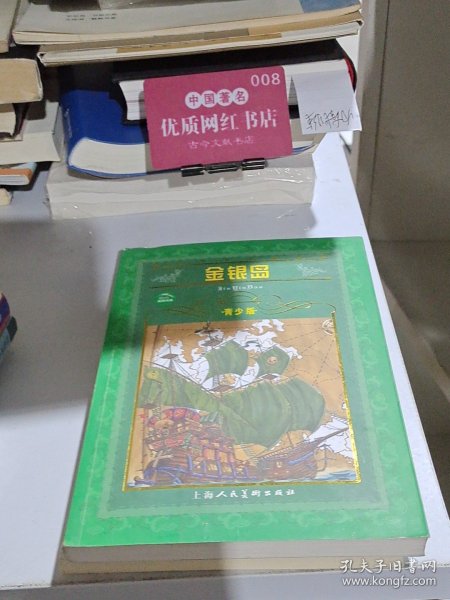 008
中国著名
优质网红书店
古今文献书店
金银岛
JIN YIN DAO
青少版
上海人民美術出版社
孔夫子旧书网
www.kongfz.com